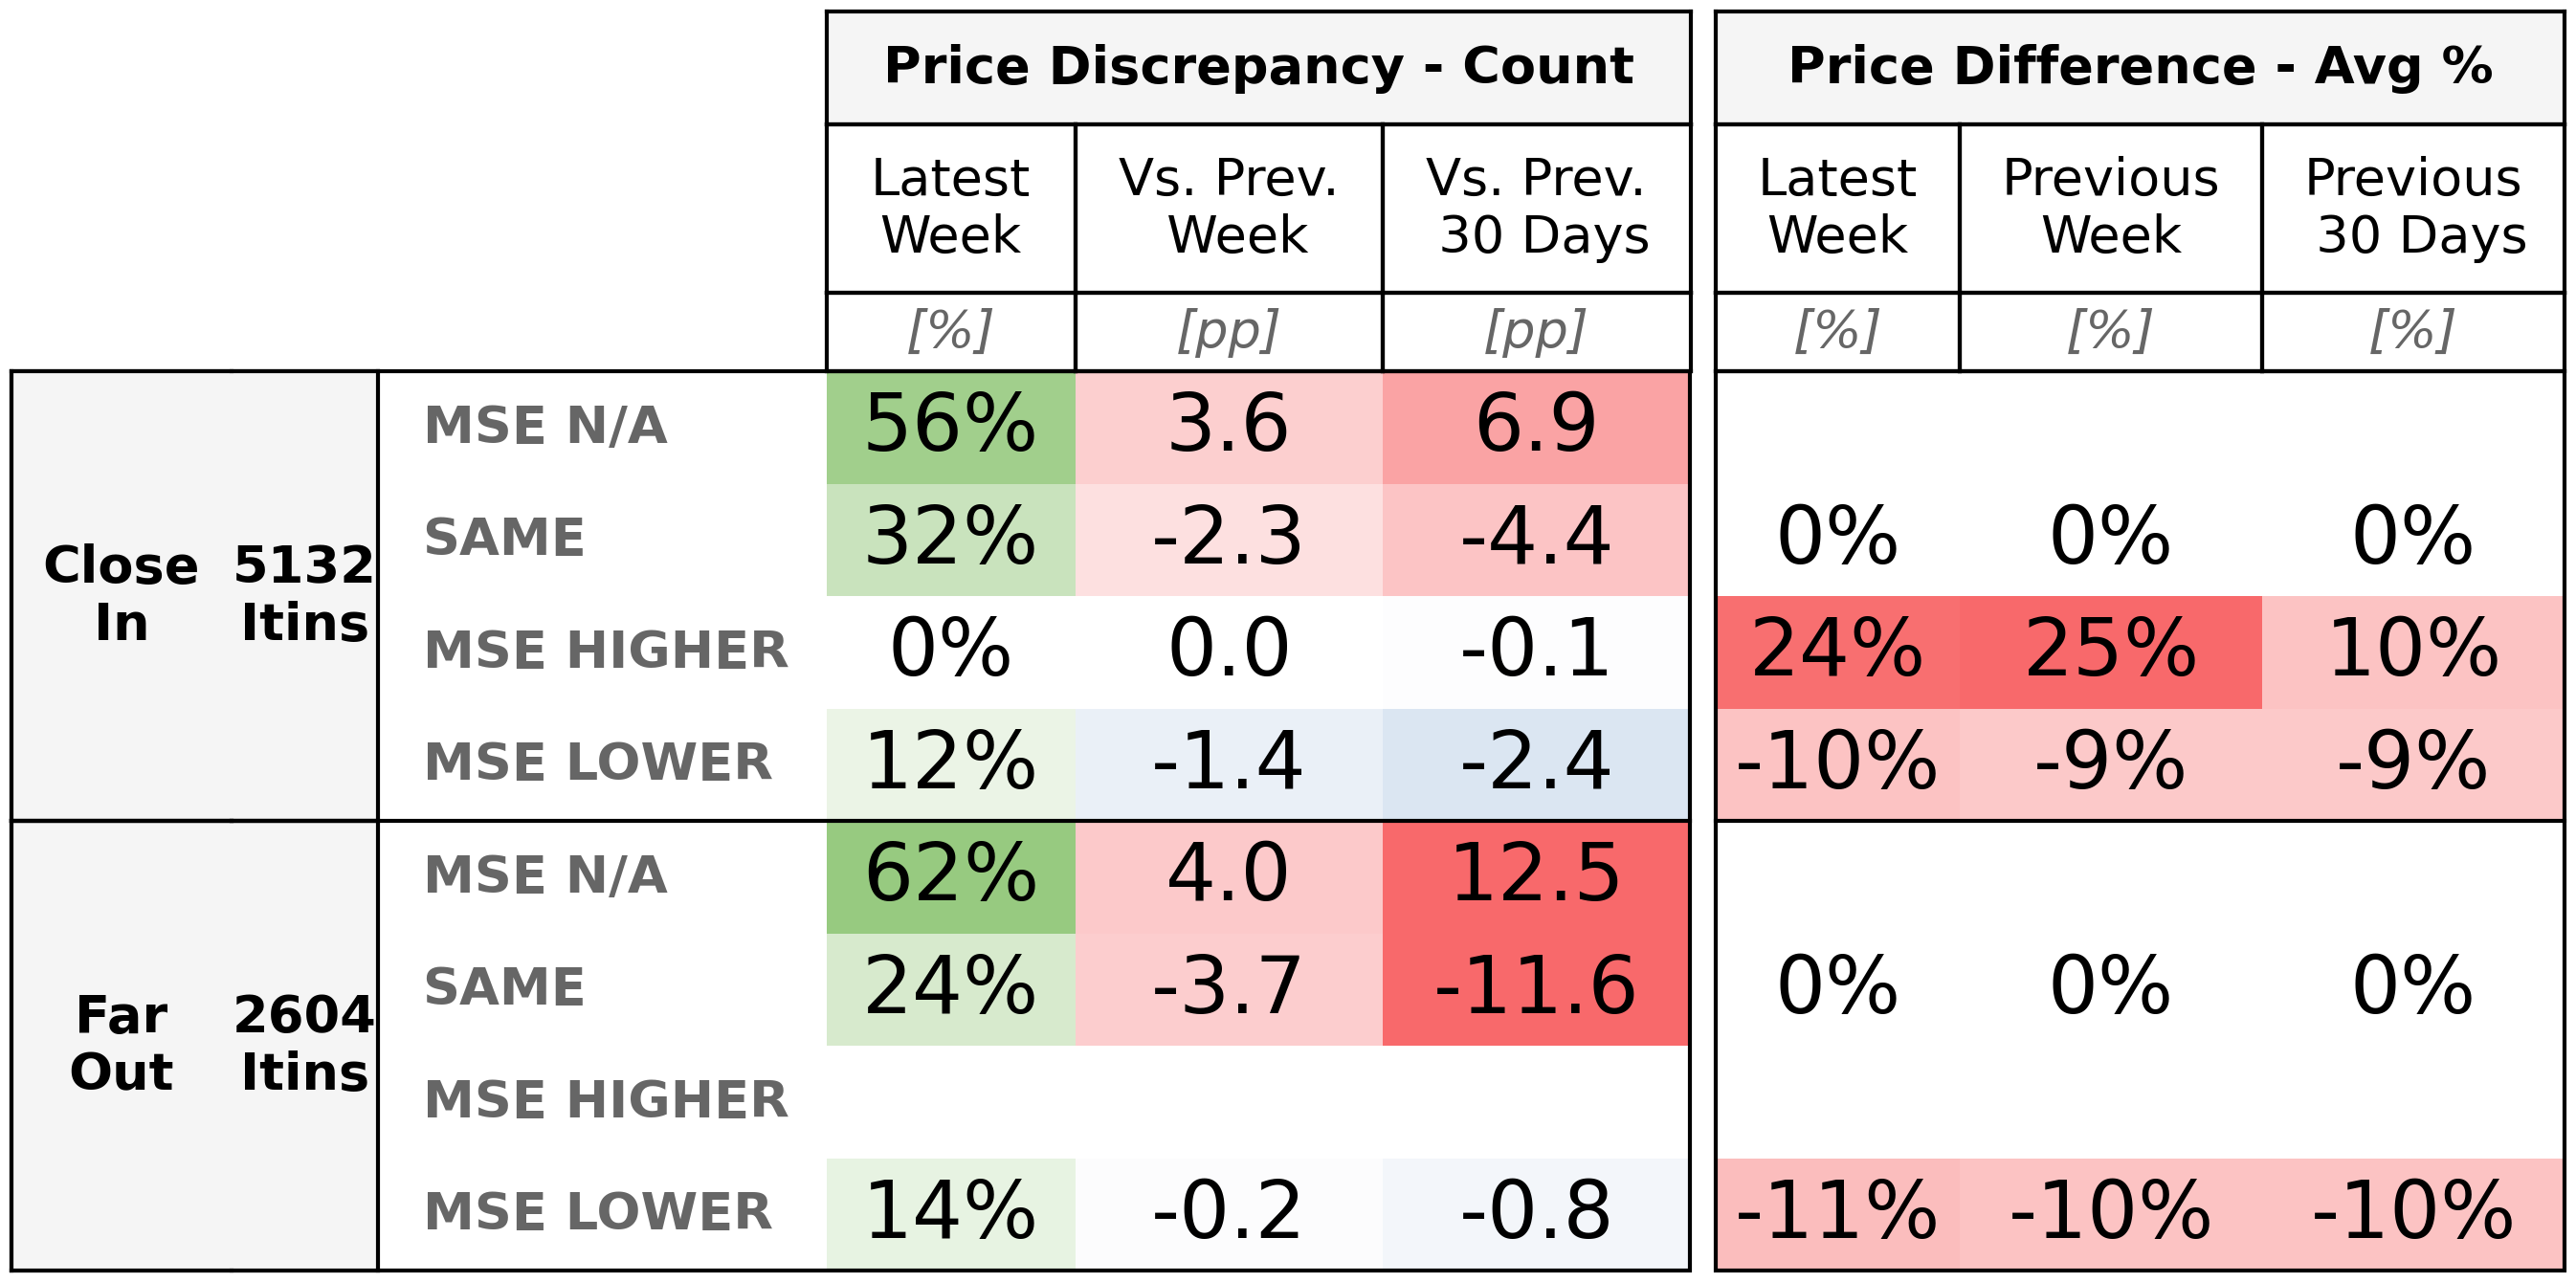 Price Discrepancy - Count Price Difference - Avg %
Latest Week Vs. Prev. Week Vs. Prev. 30 Days Latest Week Previous Week Previous 30 Days
[%] [pp] [pp] [%] [%] [%]
Close In 5132 Itins
MSE N/A 56% 3.6 6.9
SAME 32% -2.3 -4.4 0% 0% 0%
MSE HIGHER 0% 0.0 -0.1 24% 25% 10%
MSE LOWER 12% -1.4 -2.4 -10% -9% -9%
Far Out 2604 Itins
MSE N/A 62% 4.0 12.5
SAME 24% -3.7 -11.6 0% 0% 0%
MSE HIGHER
MSE LOWER 14% -0.2 -0.8 -11% -10% -10%